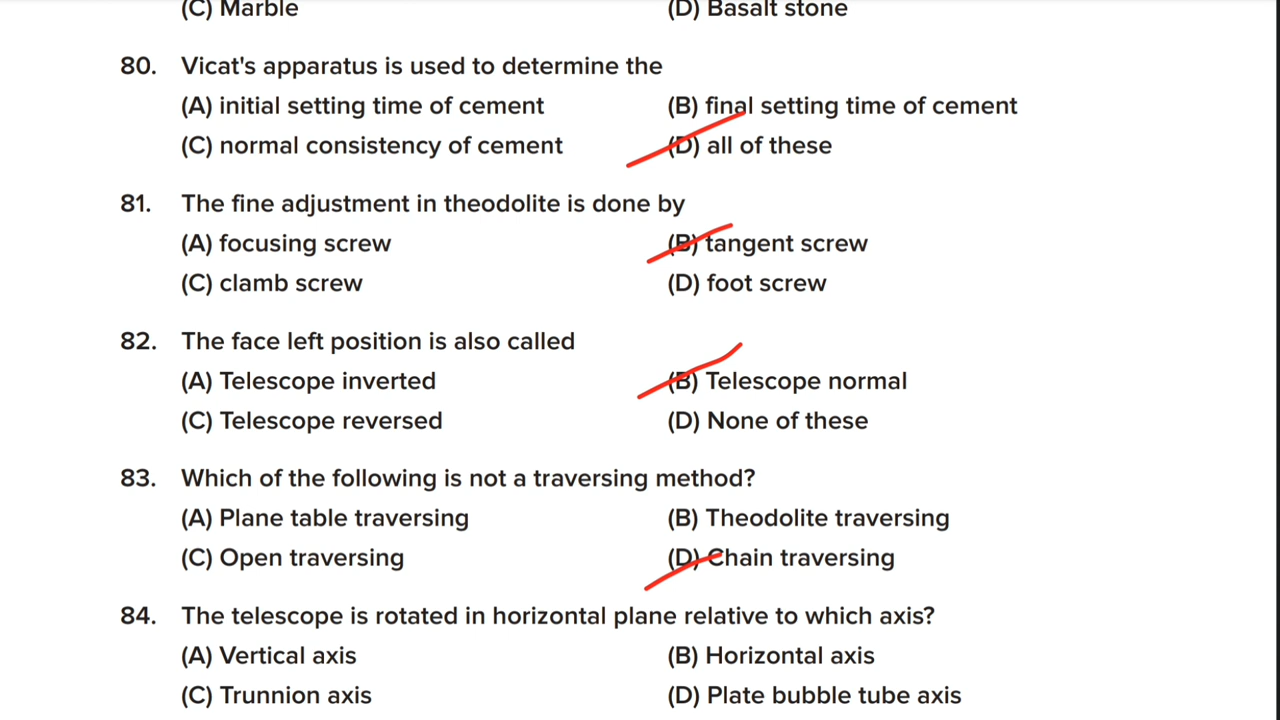 (C) Marble (D) Basalt stone
80. Vicat's apparatus is used to determine the
(A) initial setting time of cement (B) final setting time of cement
(C) normal consistency of cement (D) all of these
81. The fine adjustment in theodolite is done by
(A) focusing screw (B) tangent screw
(C) clamb screw (D) foot screw
82. The face left position is also called
(A) Telescope inverted (B) Telescope normal
(C) Telescope reversed (D) None of these
83. Which of the following is not a traversing method?
(A) Plane table traversing (B) Theodolite traversing
(C) Open traversing (D) Chain traversing
84. The telescope is rotated in horizontal plane relative to which axis?
(A) Vertical axis (B) Horizontal axis
(C) Trunnion axis (D) Plate bubble tube axis